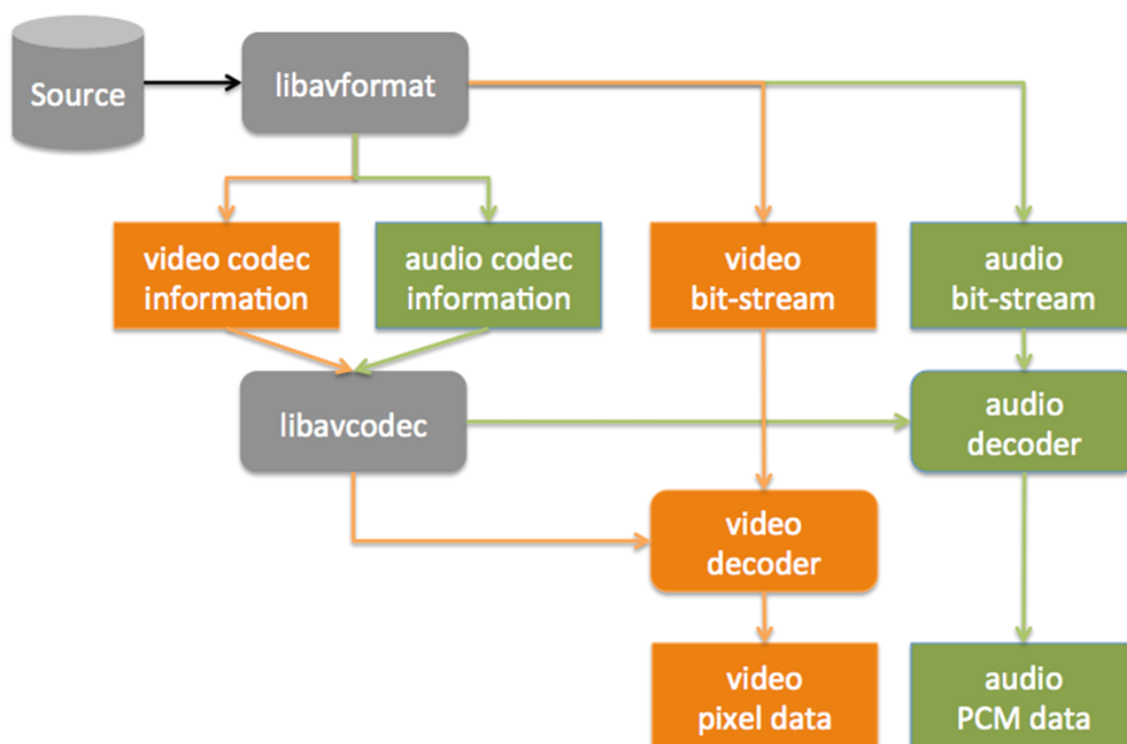 Source
libavformat
video codec
information
audio codec
information
video
bit-stream
audio
bit-stream
libavcodec
audio
decoder
video
decoder
video
pixel data
audio
PCM data